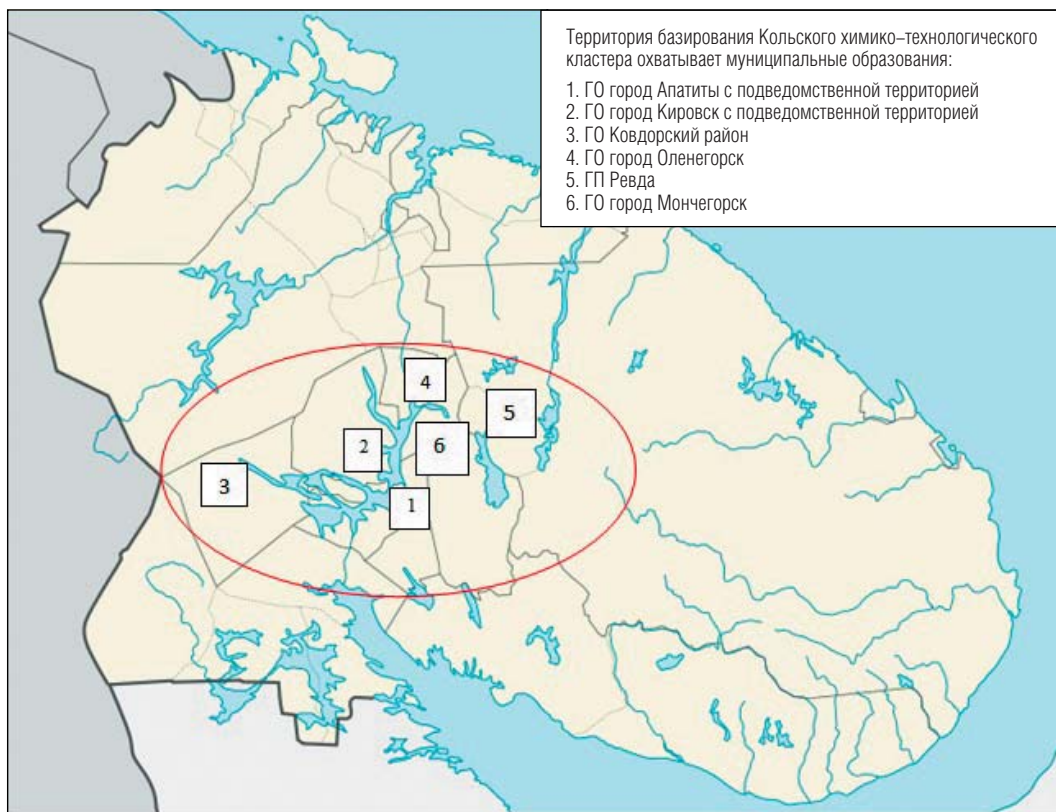 Территория базирования Кольского химико–технологического
кластера охватывает муниципальные образования:
1. ГО город Апатиты с подведомственной территорией
2. ГО город Кировск с подведомственной территорией
3. ГО Ковдорский район
4. ГО город Оленегорск
5. ГП Ревда
6. ГО город Мончегорск
4
5
2
6
3
1